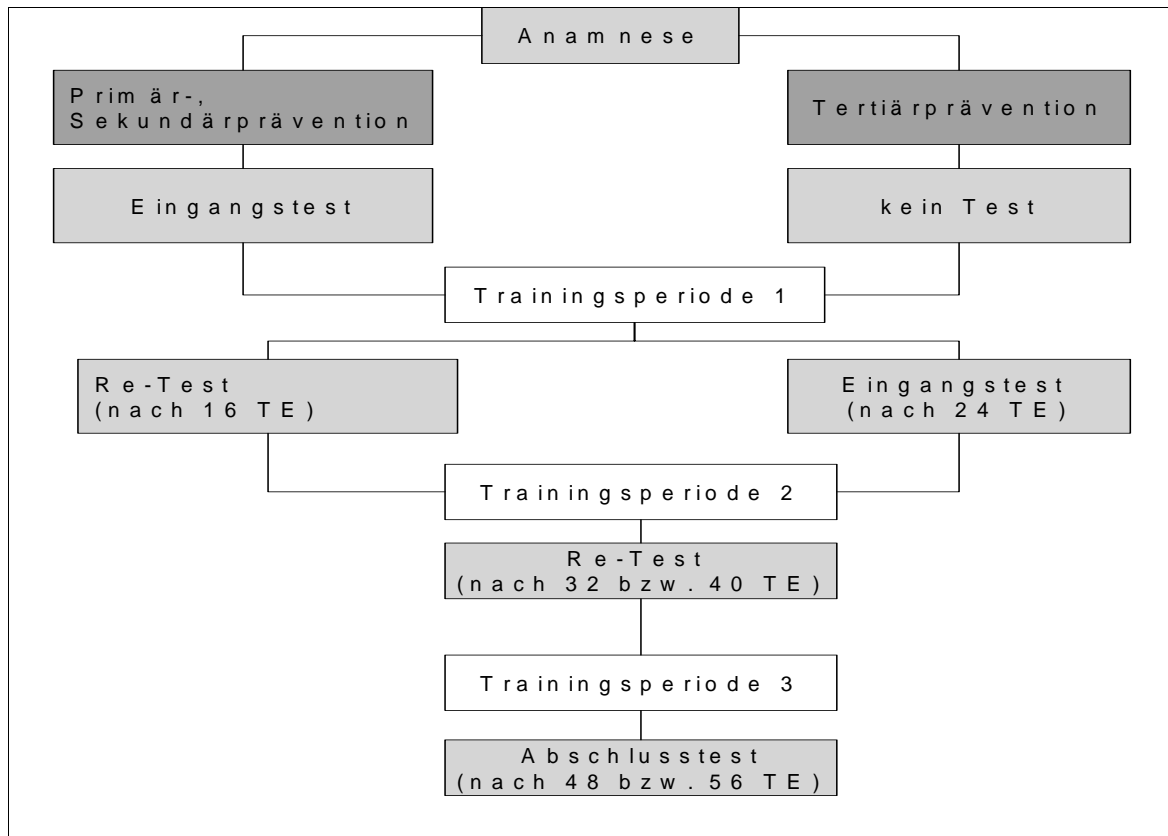 Anamnese
Primär-,
Sekundärprävention
Tertiärprävention
Eingangstest
kein Test
Trainingsperiode 1
Re-Test
(nach 16 TE)
Eingangstest
(nach 24 TE)
Trainingsperiode 2
Re-Test
(nach 32 bzw. 40 TE)
Trainingsperiode 3
Abschlusstest
(nach 48 bzw. 56 TE)